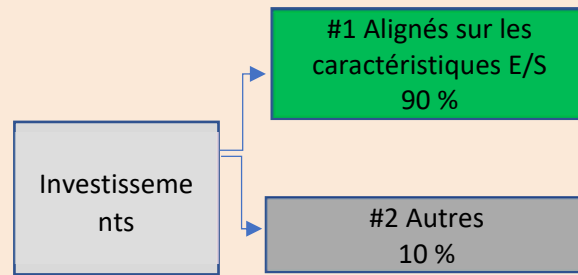 #1 Alignés sur les
caractéristiques E/S
90 %
Investisseme
nts
#2 Autres
10 %